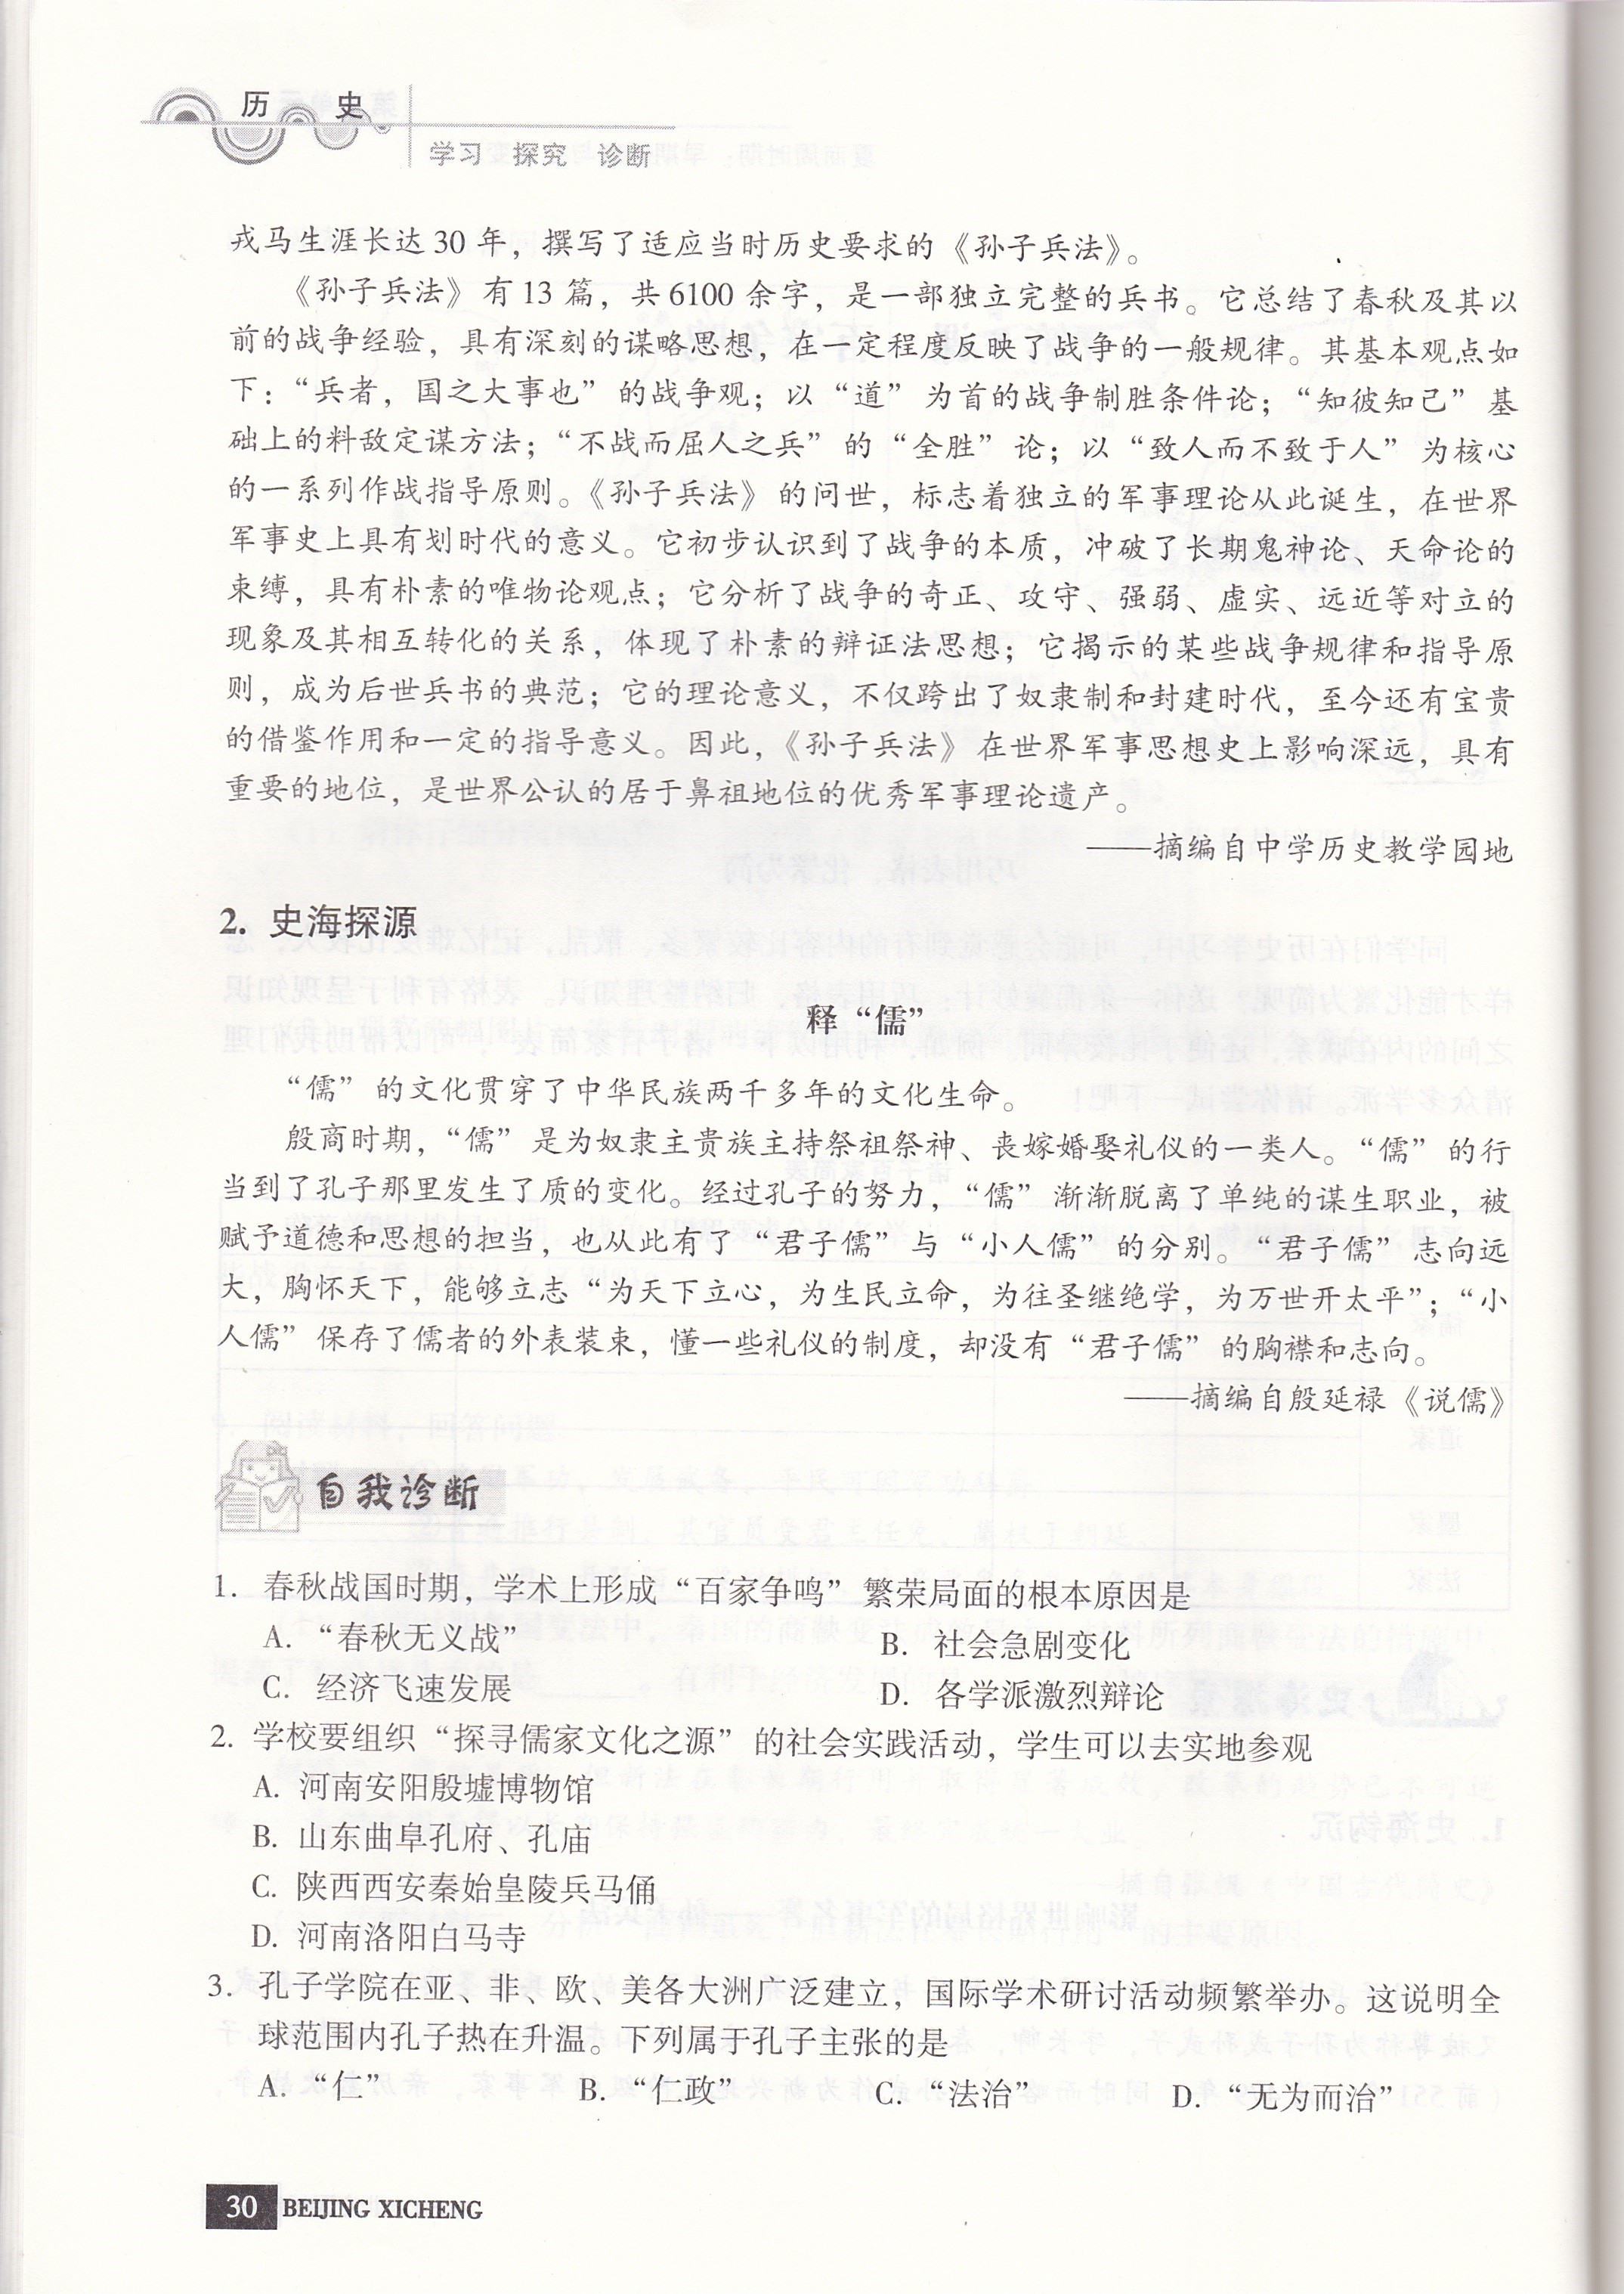 历 史
学习 探究 诊断
戎马生涯长达30年，撰写了适应当时历史要求的《孙子兵法》。
《孙子兵法》有13篇，共6100余字，是一部独立完整的兵书。它总结了春秋及其以
前的战争经验，具有深刻的谋略思想，在一定程度反映了战争的一般规律。其基本观点如
下：“兵者，国之大事也”的战争观；以“道”为首的战争制胜条件论；“知彼知己”基
础上的料敌定谋方法；“不战而屈人之兵”的“全胜”论；以“致人而不致于人”为核心
的一系列作战指导原则。《孙子兵法》的问世，标志着独立的军事理论从此诞生，在世界
军事史上具有划时代的意义。它初步认识到了战争的本质，冲破了长期鬼神论、天命论的
束缚，具有朴素的唯物论观点；它分析了战争的奇正、攻守、强弱、虚实、远近等对立的
现象及其相互转化的关系，体现了朴素的辩证法思想；它揭示的某些战争规律和指导原
则，成为后世兵书的典范；它的理论意义，不仅跨出了奴隶制和封建时代，至今还有宝贵
的借鉴作用和一定的指导意义。因此，《孙子兵法》在世界军事思想史上影响深远，具有
重要的地位，是世界公认的居于鼻祖地位的优秀军事理论遗产。
——摘编自中学历史教学园地
2. 史海探源
释“儒”
“儒”的文化贯穿了中华民族两千多年的文化生命。
殷商时期，“儒”是为奴隶主贵族主持祭祖祭神、丧嫁婚娶礼仪的一类人。“儒”的行
当到了孔子那里发生了质的变化。经过孔子的努力，“儒”渐渐脱离了单纯的谋生职业，被
赋予道德和思想的担当，也从此有了“君子儒”与“小人儒”的分别。“君子儒”志向远
大，胸怀天下，能够立志“为天下立心，为生民立命，为往圣继绝学，为万世开太平”；“小
人儒”保存了儒者的外表装束，懂一些礼仪的制度，却没有“君子儒”的胸襟和志向。
——摘编自殷延禄《说儒》
自我诊断
1. 春秋战国时期，学术上形成“百家争鸣”繁荣局面的根本原因是
A. “春秋无义战” B. 社会急剧变化
C. 经济飞速发展 D. 各学派激烈辩论
2. 学校要组织“探寻儒家文化之源”的社会实践活动，学生可以去实地参观
A. 河南安阳殷墟博物馆
B. 山东曲阜孔府、孔庙
C. 陕西西安秦始皇陵兵马俑
D. 河南洛阳白马寺
3. 孔子学院在亚、非、欧、美各大洲广泛建立，国际学术研讨活动频繁举办。这说明全
球范围内孔子热在升温。下列属于孔子主张的是
A. “仁” B. “仁政” C. “法治” D. “无为而治”
30 BEIJING XICHENG